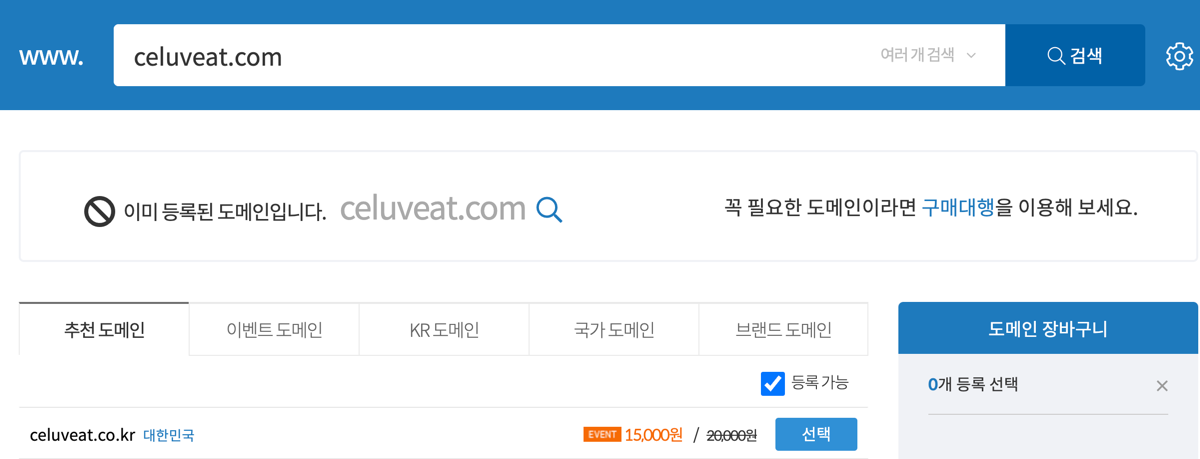 www. celuveat.com 여러 개 검색 검색
이미 등록된 도메인입니다. celuveat.com 꼭 필요한 도메인이라면 구매대행을 이용해 보세요.
추천 도메인 이벤트 도메인 KR 도메인 국가 도메인 브랜드 도메인 도메인 장바구니
등록 가능 0개 등록 선택
celuveat.co.kr 대한민국 EVENT 15,000원 / 20,000원 선택